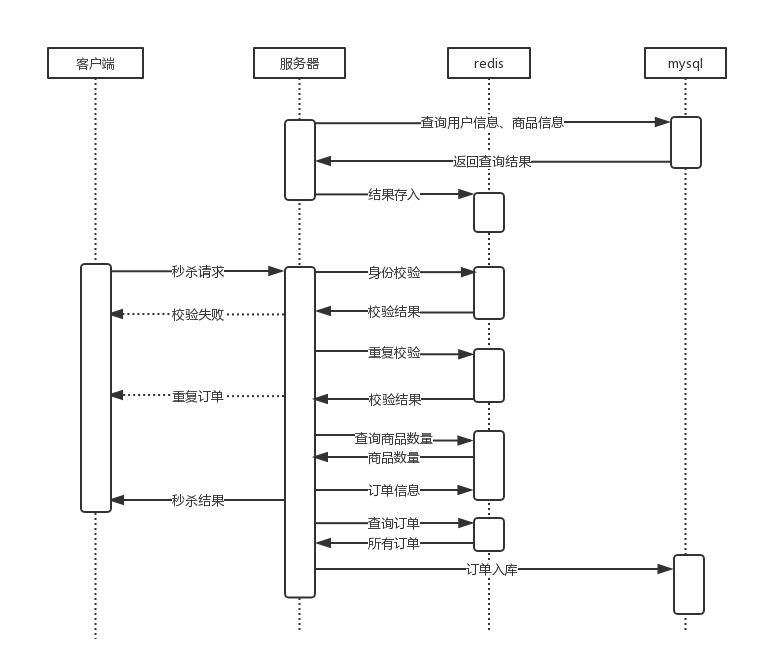 客户端 服务器 redis mysql
查询用户信息、商品信息
返回查询结果
结果存入
秒杀请求 身份校验
校验失败 校验结果
重复校验
重复订单 校验结果
查询商品数量
商品数量
订单信息
秒杀结果
查询订单
所有订单
订单入库